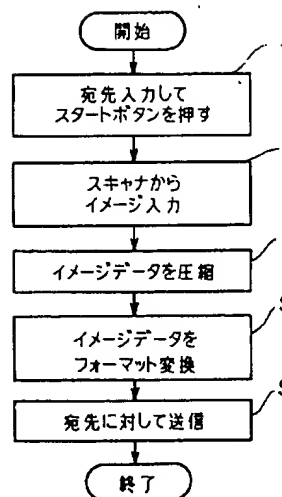 開始
宛先入力して
スタートボタンを押す
スキャナから
イメージ入力
イメージデータを圧縮
イメージデータを
フォーマット変換
S
宛先に対して送信
S
終了